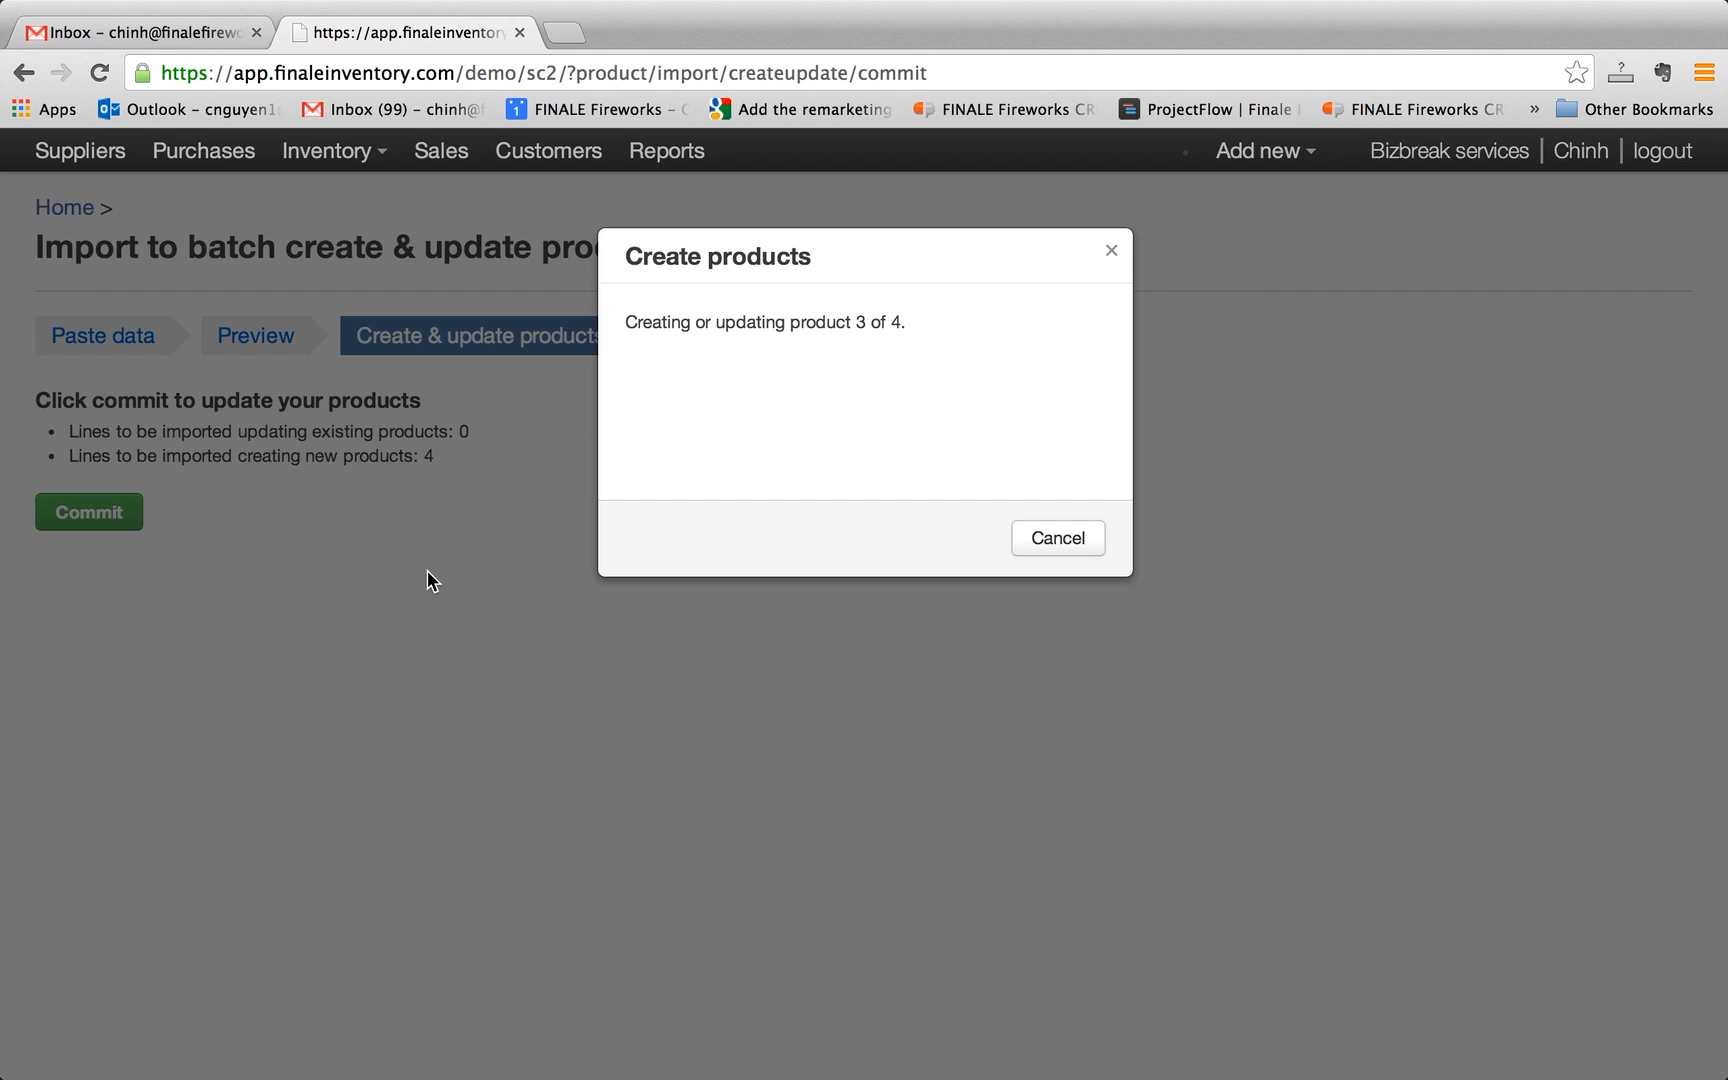 Inbox – chinh@finalefirew
https://app.finaleinventor
https://app.finaleinventory.com/demo/sc2/?product/import/createupdate/commit
Apps
Outlook – cnguyen1
Inbox (99) – chinh@f
FINALE Fireworks – C
Add the remarketing
FINALE Fireworks CR
ProjectFlow | Finale
FINALE Fireworks CR
»
Other Bookmarks
Suppliers Purchases Inventory Sales Customers Reports Add new Bizbreak services | Chinh | logout
Home >
Import to batch create & update pro
Create products
×
Creating or updating product 3 of 4.
Cancel
Paste data
Preview
Create & update products
Click commit to update your products
• Lines to be imported updating existing products: 0
• Lines to be imported creating new products: 4
Commit